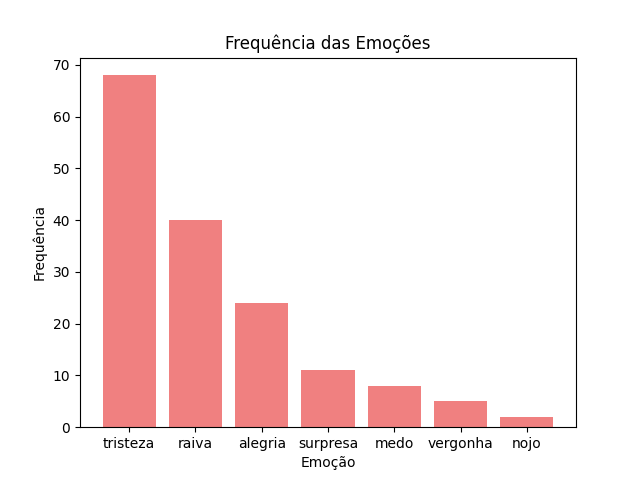 Frequência das Emoções
Frequência
70
60
50
40
30
20
10
0
tristeza raiva alegria surpresa medo vergonha nojo
Emoção